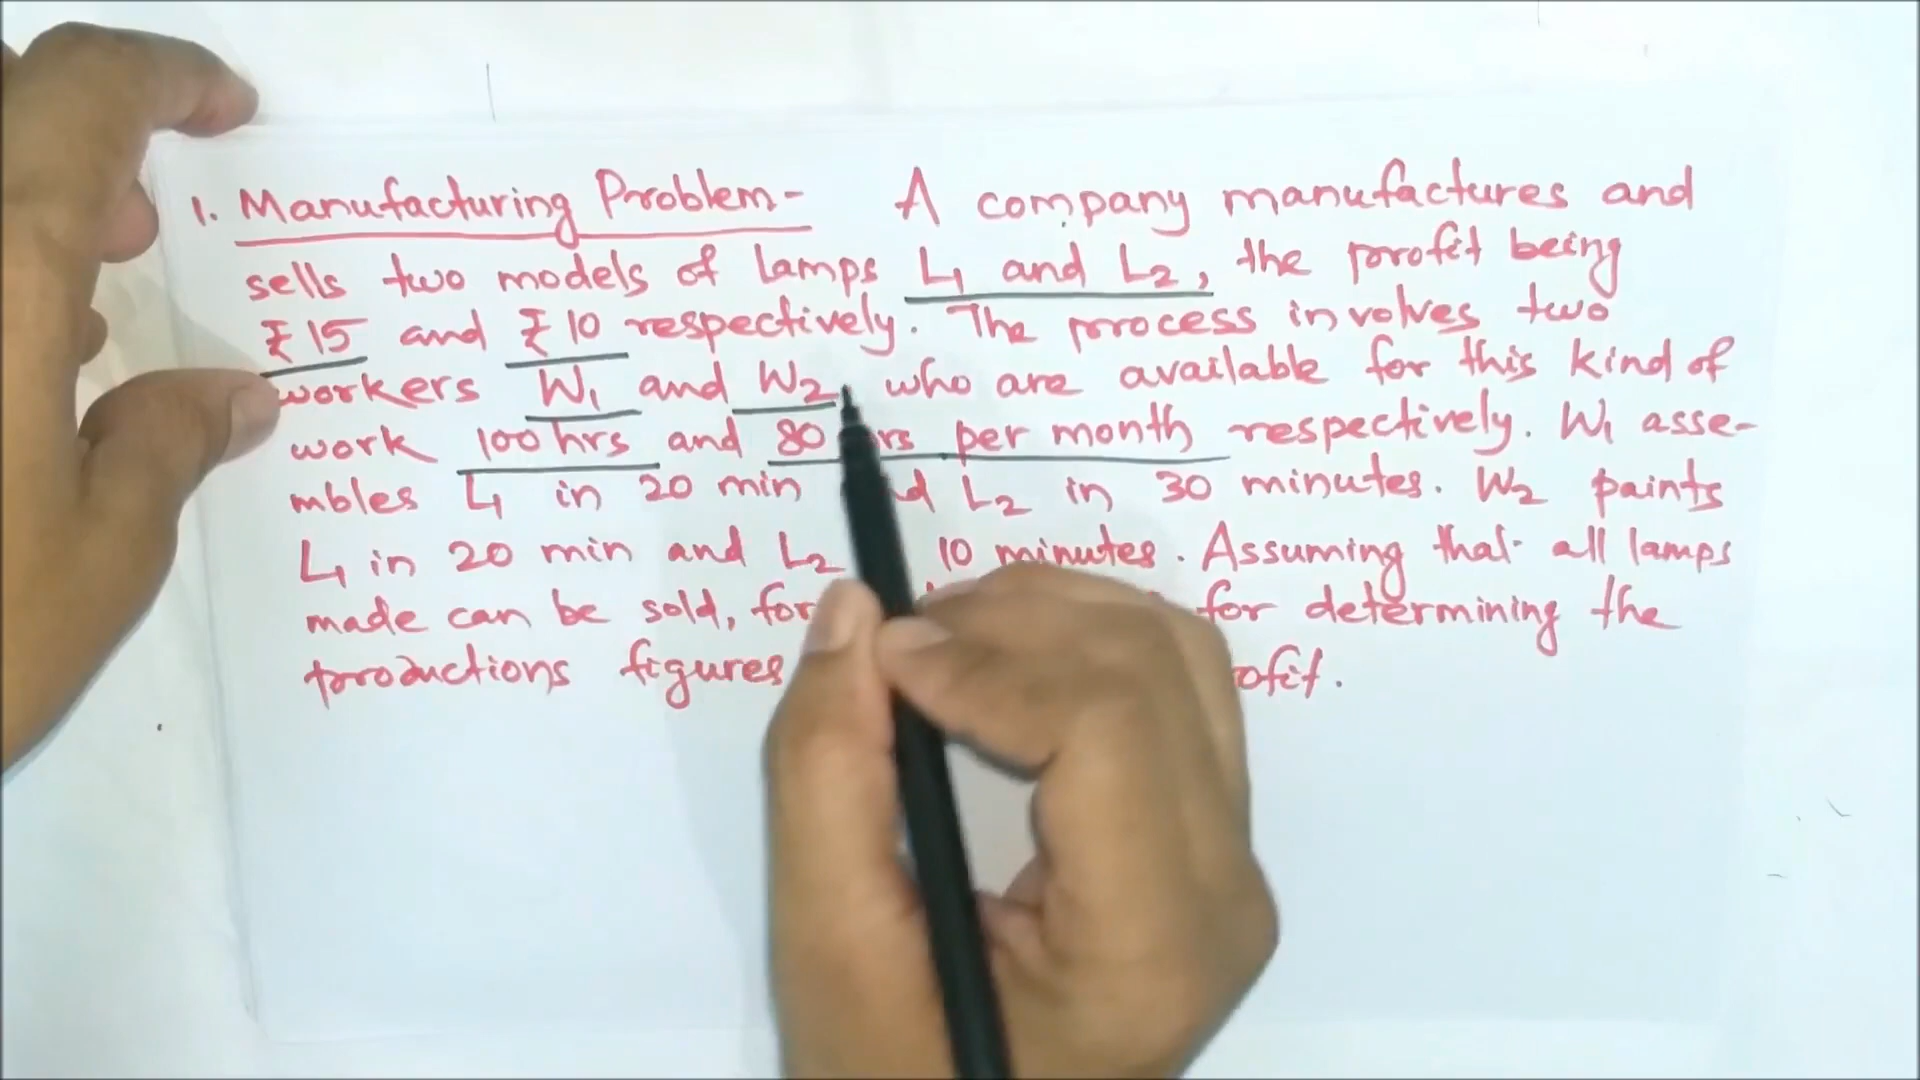 1. Manufacturing Problem- A company manufactures and
sells two models of lamps L1 and L2, the profit being
₹15 and ₹10 respectively. The process involves two
workers W1 and W2 who are available for this kind of
work 100hrs and 80 per month respectively. W1 asse-
mbles L1 in 20 min L2 in 30 minutes. W2 paints
L1 in 20 min and L2 10 minutes. Assuming that all lamps
made can be sold, for determining the
productions figures